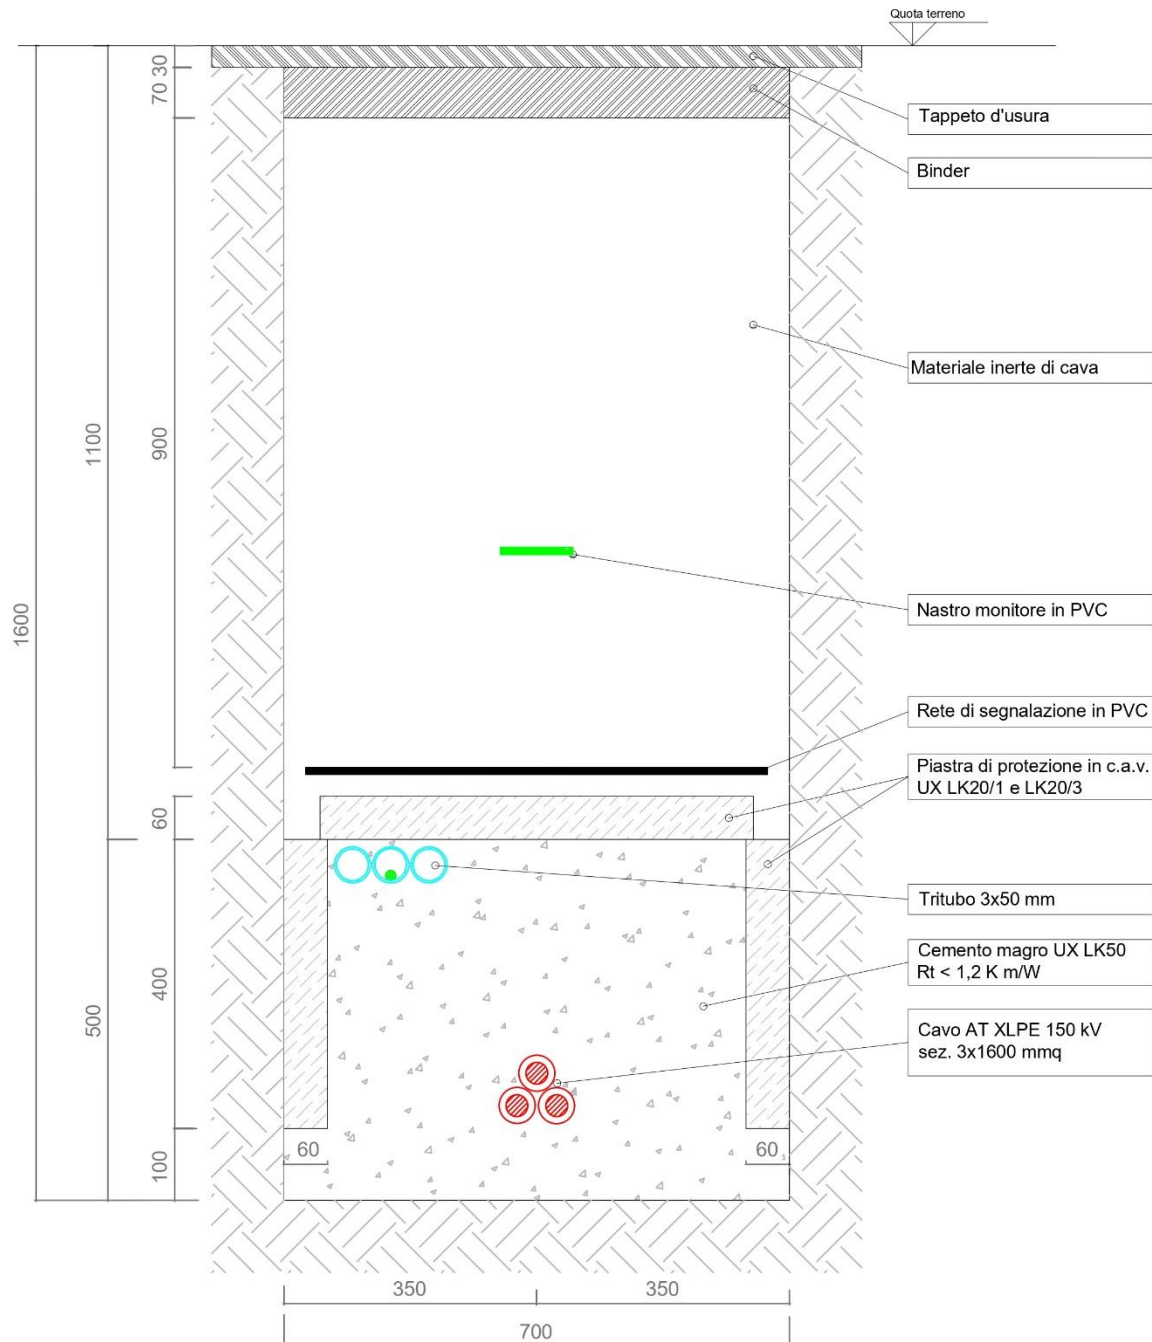 Quota terreno
30
70
Tappeto d'usura
Binder
Materiale inerte di cava
1100
900
1600
Nastro monitore in PVC
Rete di segnalazione in PVC
Piastra di protezione in c.a.v.
UX LK20/1 e LK20/3
60
Tritubo 3x50 mm
Cemento magro UX LK50
Rt < 1,2 K m/W
400
500
Cavo AT XLPE 150 kV
sez. 3x1600 mmq
60
60
100
350
350
700